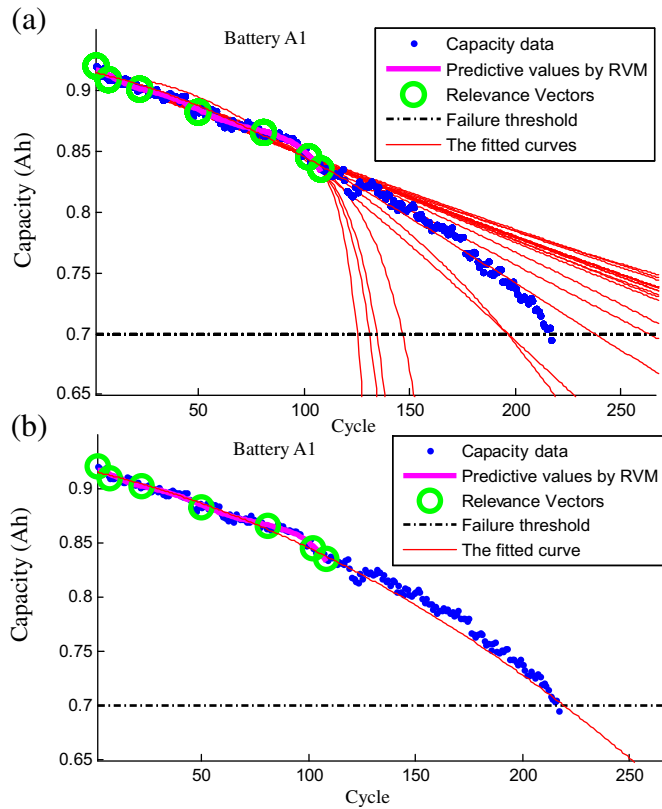 (a)
Battery A1
Capacity data
Predictive values by RVM
Relevance Vectors
Failure threshold
The fitted curves
Capacity (Ah)
0.9
0.85
0.8
0.75
0.7
0.65
50 100 150 200 250
Cycle
(b)
Battery A1
Capacity data
Predictive values by RVM
Relevance Vectors
Failure threshold
The fitted curve
Capacity (Ah)
0.9
0.85
0.8
0.75
0.7
0.65
50 100 150 200 250
Cycle